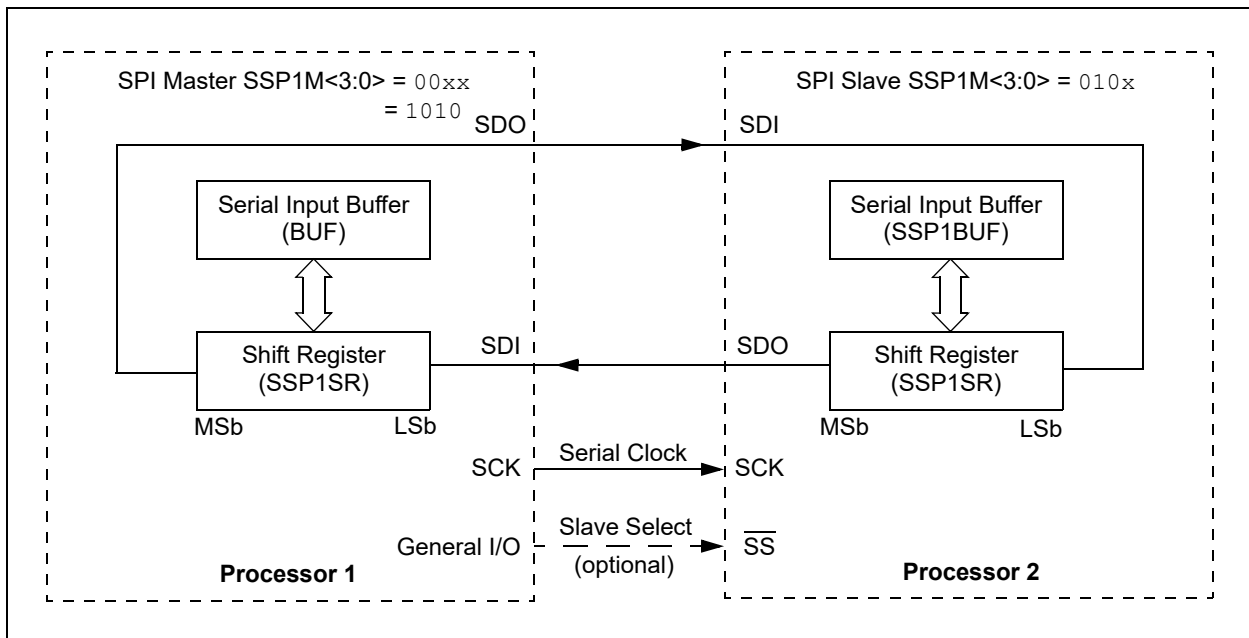 SPI Master SSP1M<3:0> = 00xx
= 1010
SDO
Serial Input Buffer
(BUF)
SDI
Shift Register
(SSP1SR)
MSb
LSb
SCK
General I/O
Processor 1
Serial Clock
Slave Select
(optional)
SPI Slave SSP1M<3:0> = 010x
SDI
Serial Input Buffer
(SSP1BUF)
SDO
Shift Register
(SSP1SR)
MSb
LSb
SCK
S̅S̅
Processor 2